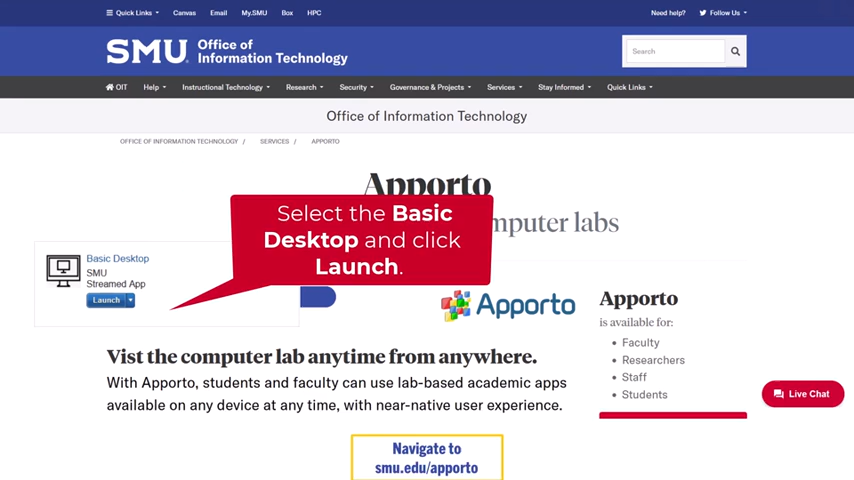 Quick Links
Canvas
Email
My.SMU
Box
HPC
Need help?
Follow Us
SMU
Office of
Information Technology
Search
OIT
Help
Instructional Technology
Research
Security
Governance & Projects
Services
Stay Informed
Quick Links
Office of Information Technology
OFFICE OF INFORMATION TECHNOLOGY / SERVICES / APPORTO
Apporto
mputer labs
Select the Basic
Desktop and click
Launch.
Basic Desktop
SMU
Streamed App
Launch
Apporto
Apporto
is available for:
Faculty
Researchers
Staff
Students
Vist the computer lab anytime from anywhere.
With Apporto, students and faculty can use lab-based academic apps
available on any device at any time, with near-native user experience.
Live Chat
Navigate to
smu.edu/apporto